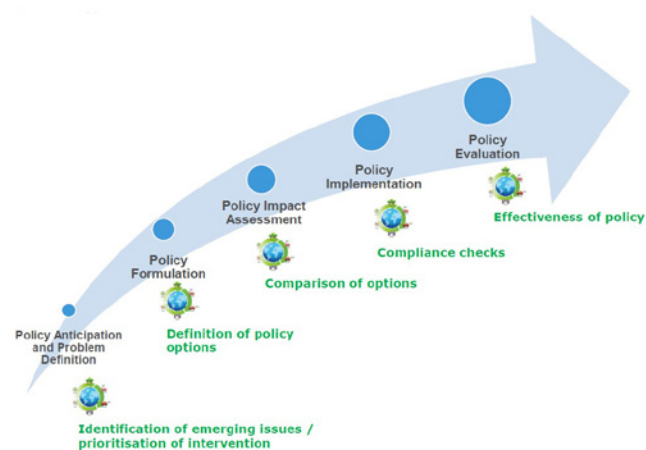 Policy
Evaluation
Effectiveness of policy
Policy
Implementation
Compliance checks
Policy Impact
Assessment
Comparison of options
Policy
Formulation
Definition of policy
options
Policy Anticipation
and Problem
Definition
Identification of emerging issues /
prioritisation of intervention